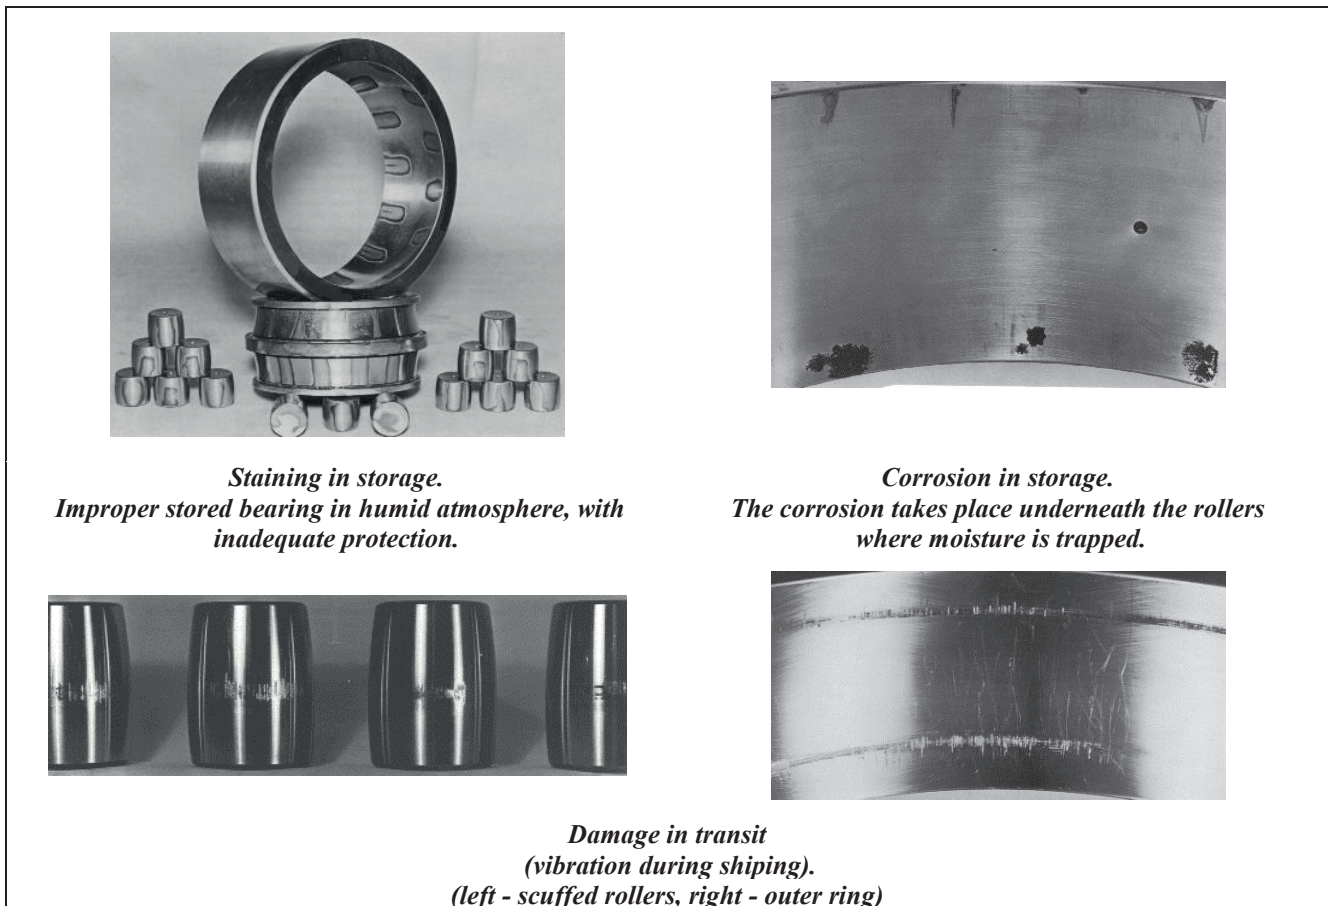 Staining in storage.
Improper stored bearing in humid atmosphere, with
inadequate protection.
Corrosion in storage.
The corrosion takes place underneath the rollers
where moisture is trapped.
Damage in transit
(vibration during shiping).
(left - scuffed rollers, right - outer ring)